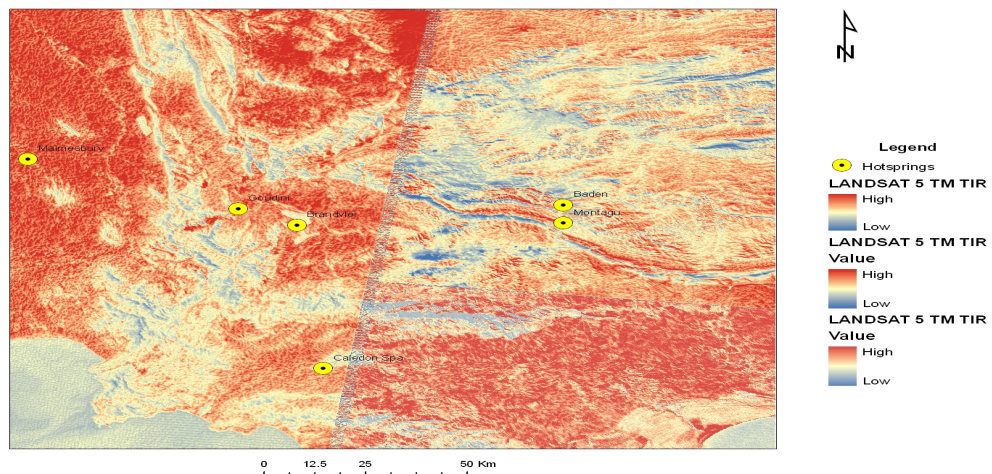 N
Malmesbury
Goudini
Brandvlei
Baden
Montagu
Caledon Spa
Legend
Hotsprings
LANDSAT 5 TM TIR
High
Low
LANDSAT 5 TM TIR
Value
High
Low
LANDSAT 5 TM TIR
Value
High
Low
0 12.5 25 50 Km